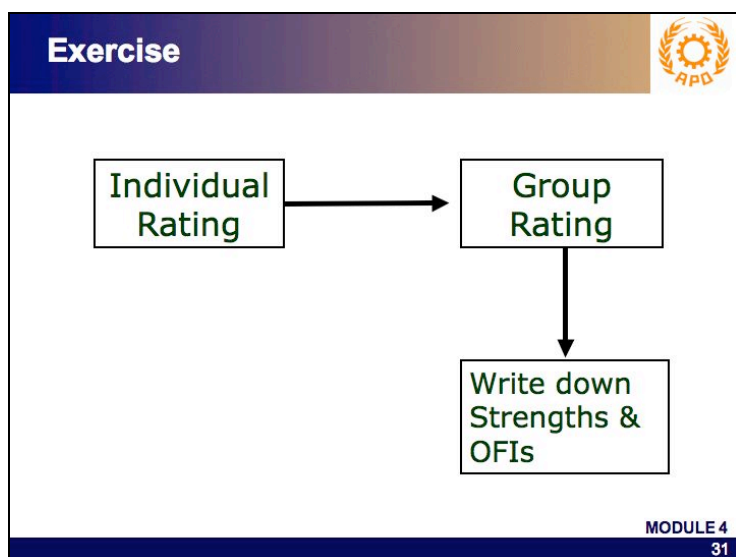 Exercise
APO
Individual
Rating
Group
Rating
Write down
Strengths &
OFIs
MODULE 4
31